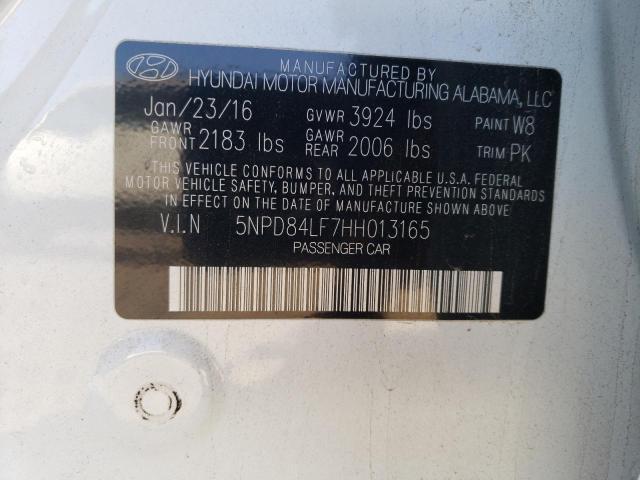 MANUFACTURED BY
HYUNDAI MOTOR MANUFACTURING ALABAMA, LLC
Jan/23/16 GVWR 3924 lbs PAINT W8
GAWR FRONT 2183 lbs GAWR REAR 2006 lbs TRIM PK
THIS VEHICLE CONFORMS TO ALL APPLICABLE U.S.A. FEDERAL
MOTOR VEHICLE SAFETY, BUMPER, AND THEFT PREVENTION STANDARDS
IN EFFECT ON THE DATE OF MANUFACTURE SHOWN ABOVE
V.I.N 5NPD84LF7HH013165
PASSENGER CAR